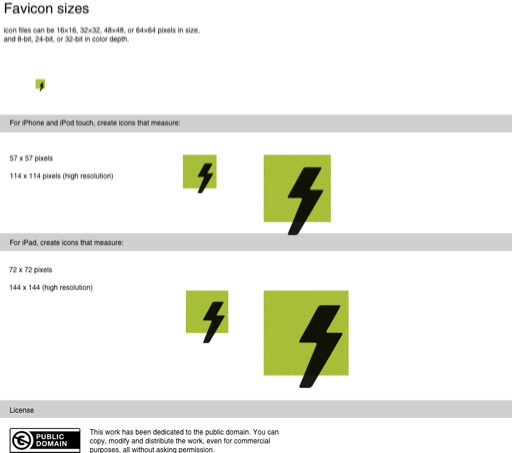 Favicon sizes
icon files can be 16×16, 32×32, 48×48, or 64×64 pixels in size,
and 8-bit, 24-bit, or 32-bit in color depth.
For iPhone and iPod touch, create icons that measure:
57 x 57 pixels
114 x 114 pixels (high resolution)
For iPad, create icons that measure:
72 x 72 pixels
144 x 144 (high resolution)
License
PUBLIC
DOMAIN
This work has been dedicated to the public domain. You can
copy, modify and distribute the work, even for commercial
purposes, all without asking permission.